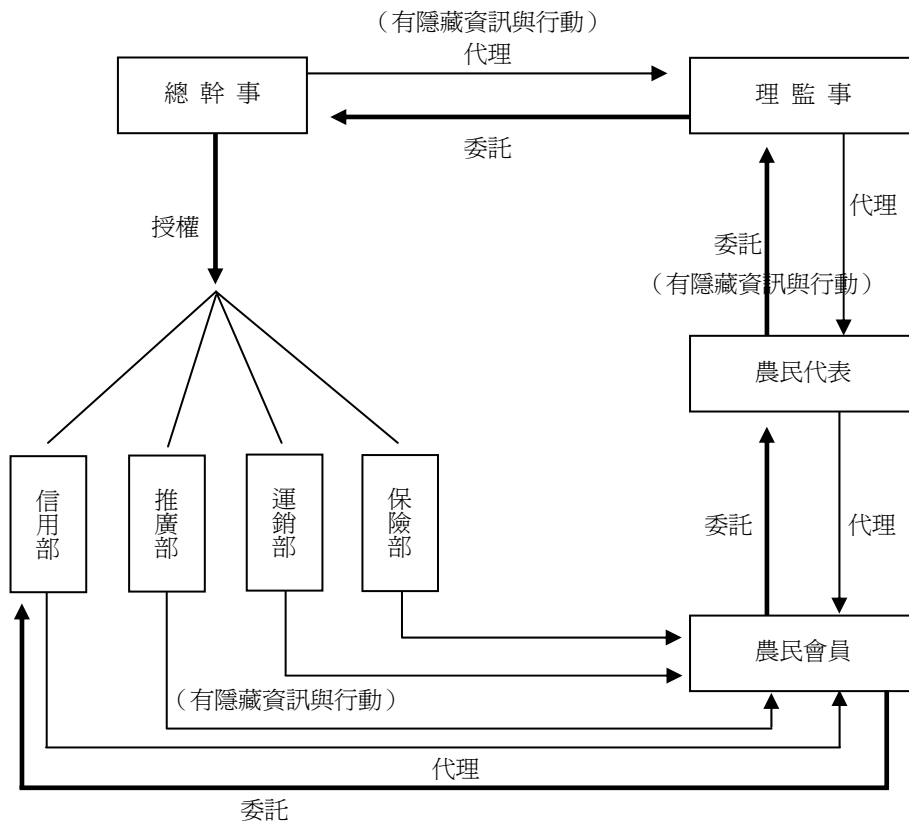 （有隱藏資訊與行動）
代理
總幹事
理監事
委託
授權
代理
委託
（有隱藏資訊與行動）
農民代表
信用部
推廣部
運銷部
保險部
委託
代理
農民會員
（有隱藏資訊與行動）
代理
委託